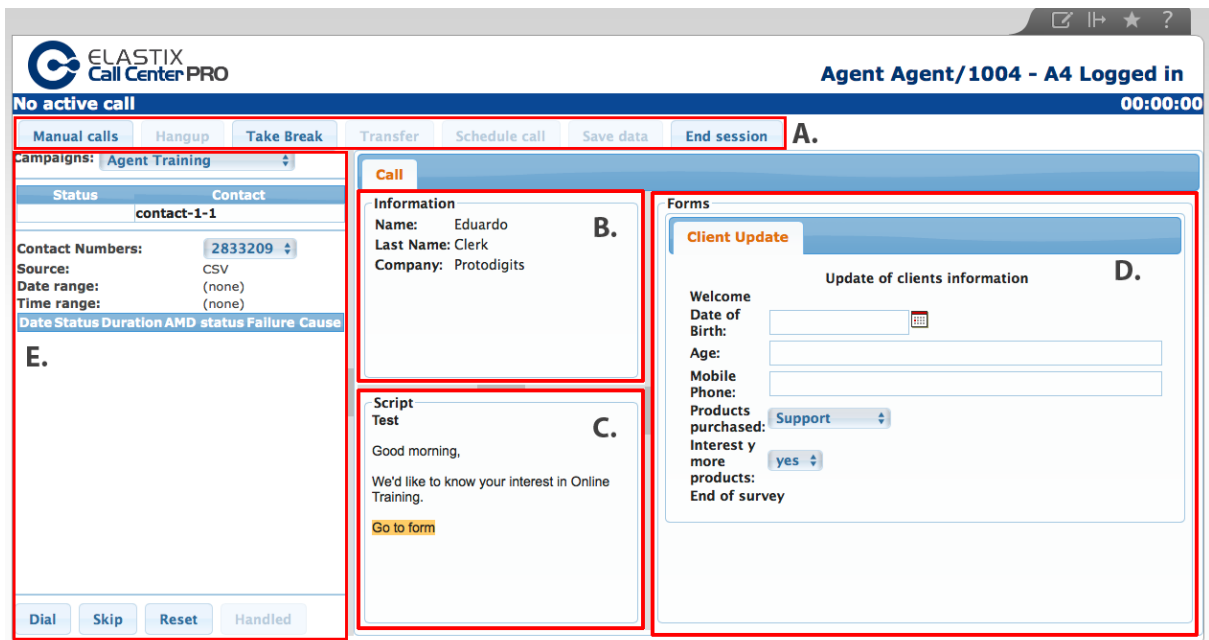 ?
ELASTIX
Call Center PRO
Agent Agent/1004 - A4 Logged in
No active call 00:00:00
Manual calls Hangup Take Break Transfer Schedule call Save data End session A.
Campaigns: Agent Training
Status Contact
contact-1-1
Contact Numbers: 2833209
Source: CSV
Date range: (none)
Time range: (none)
Date Status Duration AMD status Failure Cause
E.
Dial Skip Reset Handled
Call
Information
B.
Name: Eduardo
Last Name: Clerk
Company: Protodigits
Script
Test
C.
Good morning,
We'd like to know your interest in Online
Training.
Go to form
Forms
Client Update
D.
Update of clients information
Welcome
Date of
Birth:
Age:
Mobile
Phone:
Products
purchased: Support
Interest y
more
products: yes
End of survey